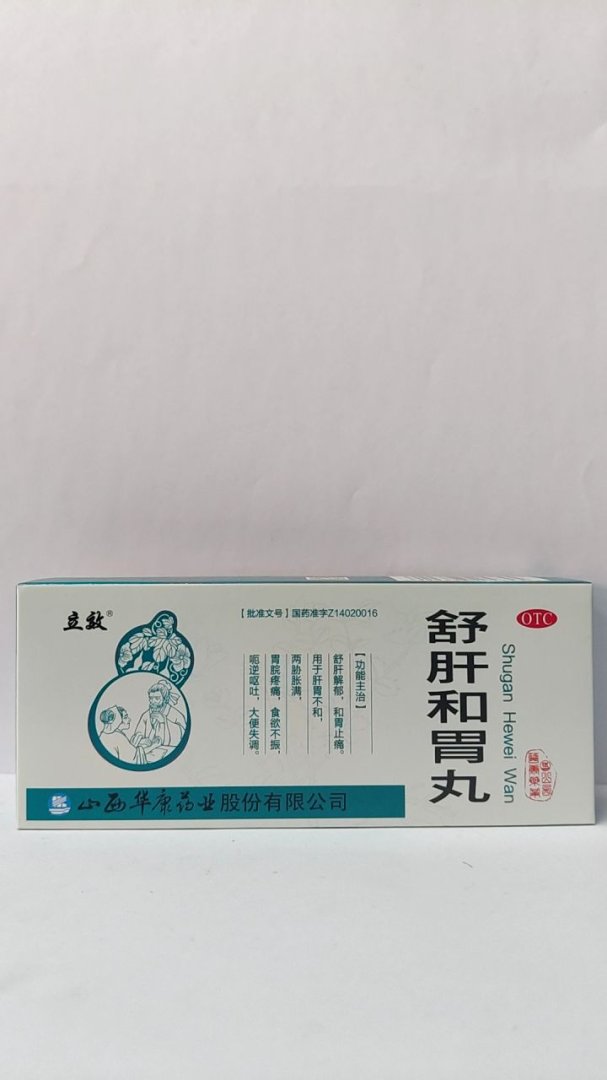 立效®
【批准文号】国药准字Z14020016
【功能主治】
舒肝解郁，和胃止痛。
用于肝胃不和，
两胁胀满，
胃脘疼痛，食欲不振，
呃逆呕吐，大便失调。
舒肝和胃丸
Shugan Hewei Wan
OTC
山西华康药业股份有限公司